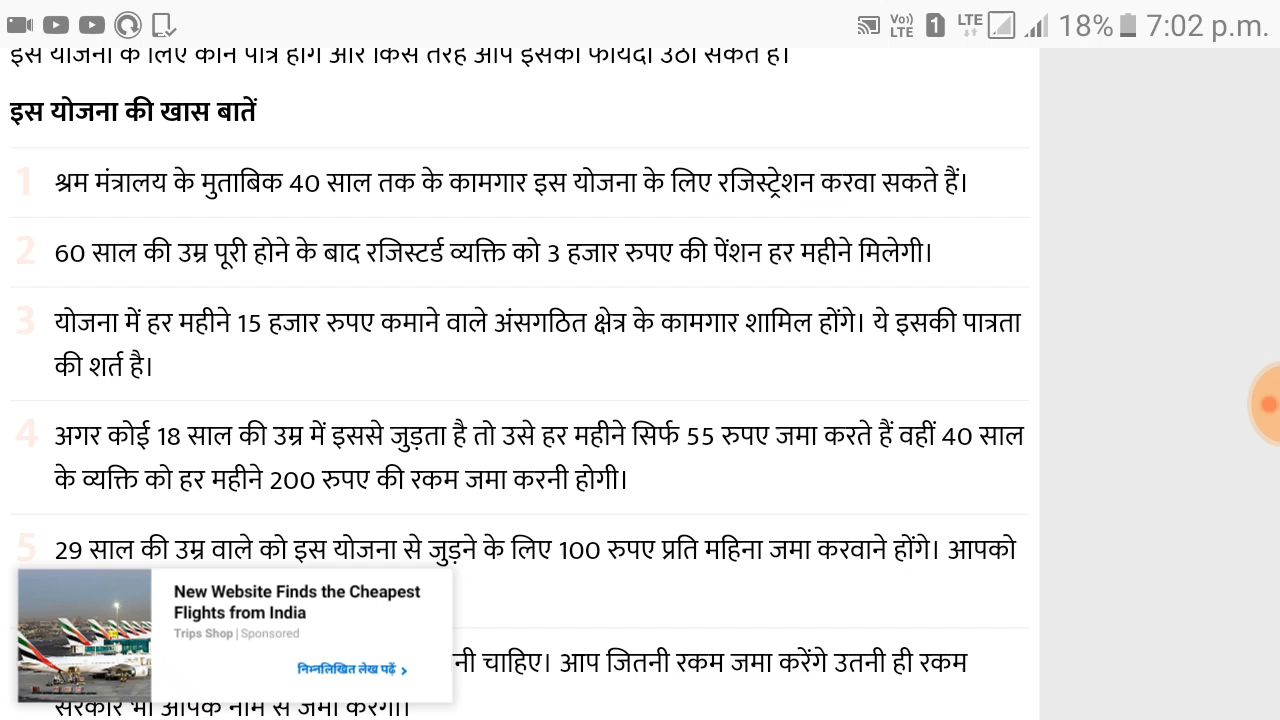 Vo)) LTE 1 LTE 18% 7:02 p.m.
इस योजना के लिए कौन पात्र होंगे और किस तरह आप इसका फायदा उठा सकते हैं।
इस योजना की खास बातें
1 श्रम मंत्रालय के मुताबिक 40 साल तक के कामगार इस योजना के लिए रजिस्ट्रेशन करवा सकते हैं।
2 60 साल की उम्र पूरी होने के बाद रजिस्टर्ड व्यक्ति को 3 हजार रुपए की पेंशन हर महीने मिलेगी।
3 योजना में हर महीने 15 हजार रुपए कमाने वाले अंसगठित क्षेत्र के कामगार शामिल होंगे। ये इसकी पात्रता
की शर्त है।
4 अगर कोई 18 साल की उम्र में इससे जुड़ता है तो उसे हर महीने सिर्फ 55 रुपए जमा करते हैं वहीं 40 साल
के व्यक्ति को हर महीने 200 रुपए की रकम जमा करनी होगी।
5 29 साल की उम्र वाले को इस योजना से जुड़ने के लिए 100 रुपए प्रति महिना जमा करवाने होंगे। आपको
New Website Finds the Cheapest
Flights from India
Trips Shop | Sponsored
निम्नलिखित लेख पढ़ें >
नी चाहिए। आप जितनी रकम जमा करेंगे उतनी ही रकम
सरकार भी आपके नाम से जमा करेगी।